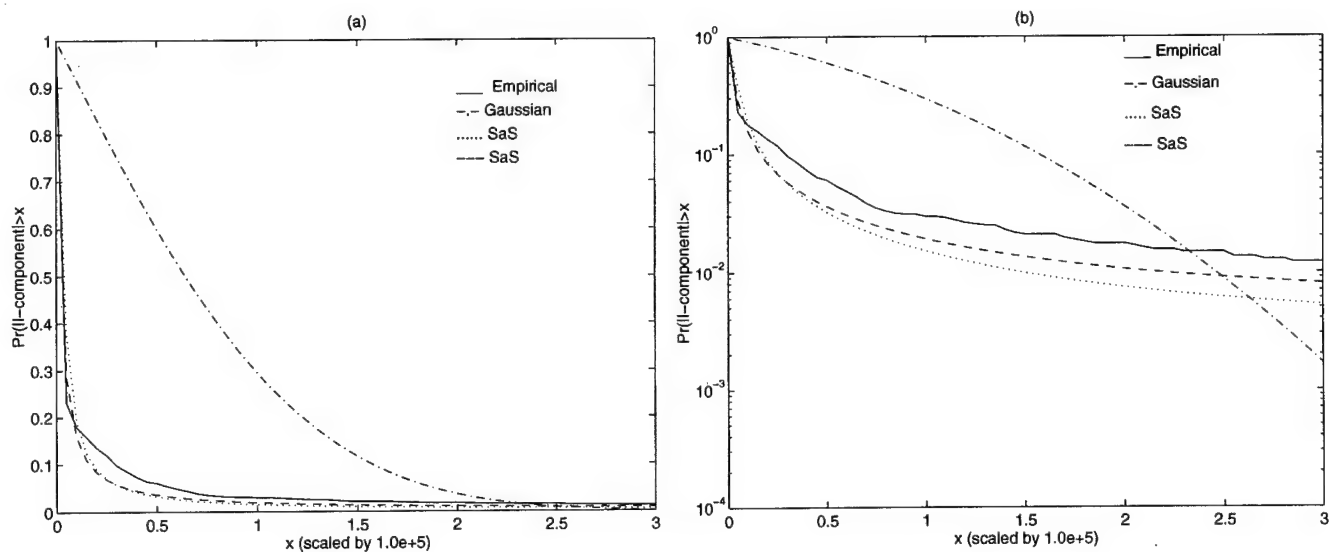 (a)
1
0.9
0.8
0.7
0.6
0.5
0.4
0.3
0.2
0.1
0
0 0.5 1 1.5 2 2.5 3
x (scaled by 1.0e+5)
Pr(|I-component|>x
Empirical
Gaussian
SaS
SaS
(b)
10^0
10^-1
10^-2
10^-3
10^-4
0 0.5 1 1.5 2 2.5 3
x (scaled by 1.0e+5)
Pr(|I-component|>x
Empirical
Gaussian
SaS
SaS